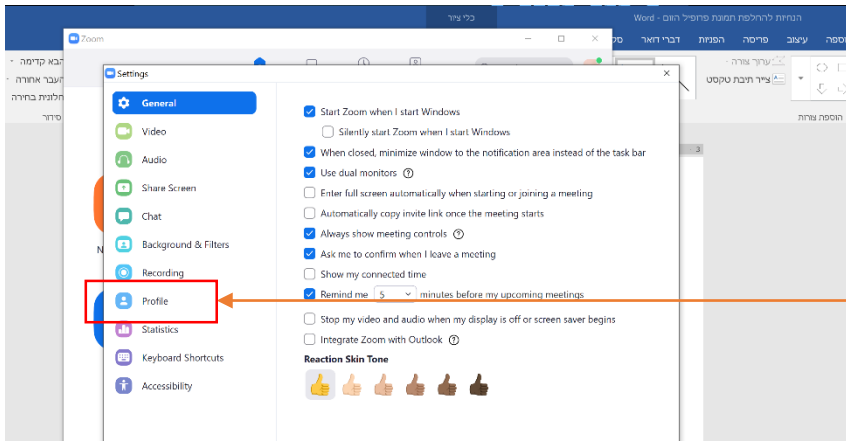 כלי ציור
הנחיות להחלפת תמונת פרופיל הזום - Word
Zoom
דברי דואר
הפניות
פריסה
עיצוב
הבא קדימה
העבר אחורה
חלונית בחירה
סידור
ערוך צורה
צייר תיבת טקסט
הוספת צורות
3
Settings
General
Video
Audio
Share Screen
Chat
Background & Filters
Recording
Profile
Statistics
Keyboard Shortcuts
Accessibility
N
Start Zoom when I start Windows
Silently start Zoom when I start Windows
When closed, minimize window to the notification area instead of the task bar
Use dual monitors ?
Enter full screen automatically when starting or joining a meeting
Automatically copy invite link once the meeting starts
Always show meeting controls ?
Ask me to confirm when I leave a meeting
Show my connected time
Remind me 5 minutes before my upcoming meetings
Stop my video and audio when my display is off or screen saver begins
Integrate Zoom with Outlook ?
Reaction Skin Tone